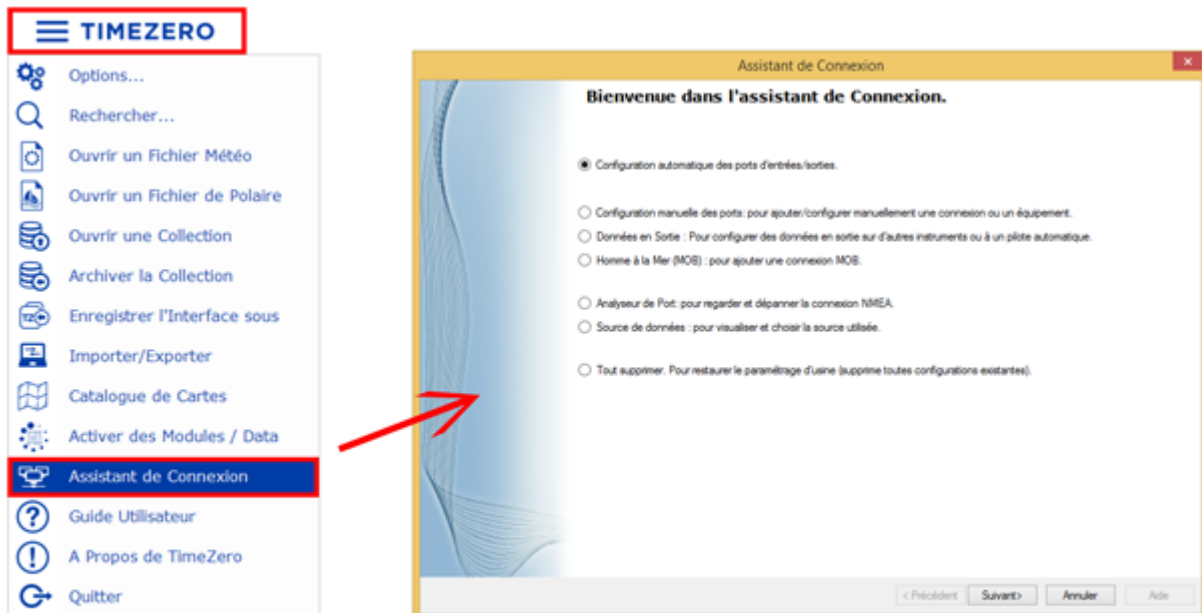 TIMEZERO
Options...
Rechercher...
Ouvrir un Fichier Météo
Ouvrir un Fichier de Polaire
Ouvrir une Collection
Archiver la Collection
Enregistrer l'Interface sous
Importer/Exporter
Catalogue de Cartes
Activer des Modules / Data
Assistant de Connexion
Guide Utilisateur
A Propos de TimeZero
Quitter
Assistant de Connexion
Bienvenue dans l'assistant de Connexion.
Configuration automatique des ports d'entrées/sorties.
Configuration manuelle des ports: pour ajouter/configurer manuellement une connexion ou un équipement.
Données en Sortie : Pour configurer des données en sortie sur d'autres instruments ou à un pilote automatique.
Homme à la Mer (MOB) : pour ajouter une connexion MOB.
Analyseur de Port: pour regarder et dépanner la connexion NMEA.
Source de données : pour visualiser et choisir la source utilisée.
Tout supprimer. Pour restaurer le paramétrage d'usine (supprime toutes configurations existantes).
< Précédent Suivant> Annuler Aide